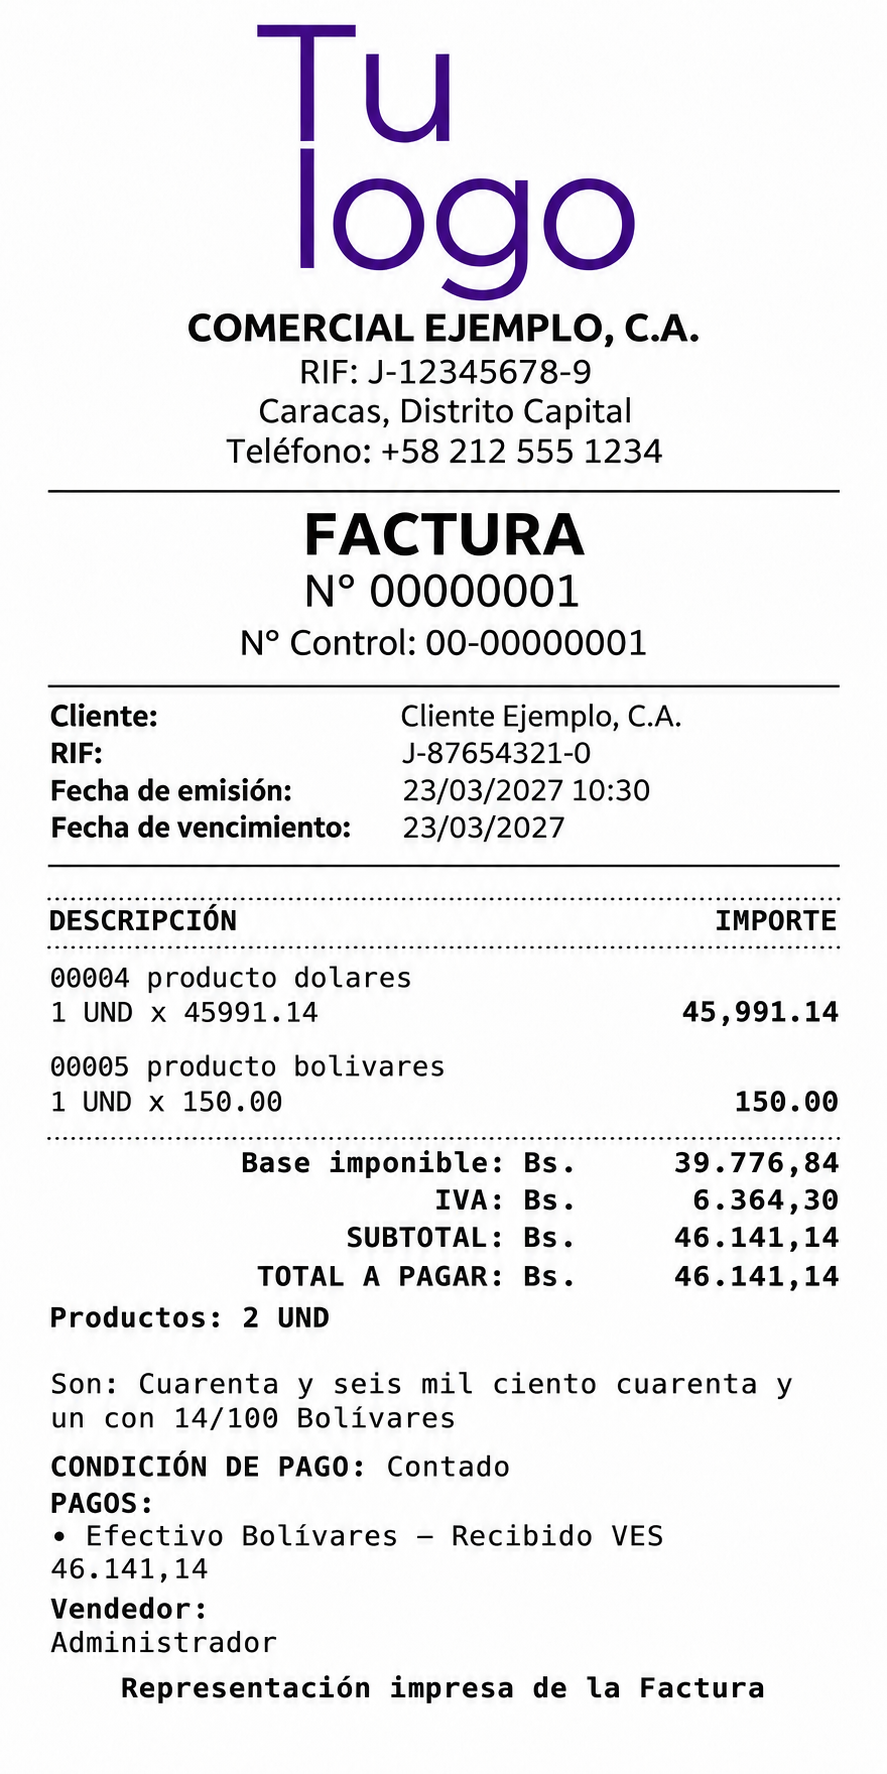 Tu
logo
COMERCIAL EJEMPLO, C.A.
RIF: J-12345678-9
Caracas, Distrito Capital
Teléfono: +58 212 555 1234
FACTURA
N° 00000001
N° Control: 00-00000001
Cliente: Cliente Ejemplo, C.A.
RIF: J-87654321-0
Fecha de emisión: 23/03/2027 10:30
Fecha de vencimiento: 23/03/2027
DESCRIPCIÓN IMPORTE
00004 producto dolares
1 UND x 45991.14 45,991.14
00005 producto bolivares
1 UND x 150.00 150.00
Base imponible: Bs. 39.776,84
IVA: Bs. 6.364,30
SUBTOTAL: Bs. 46.141,14
TOTAL A PAGAR: Bs. 46.141,14
Productos: 2 UND
Son: Cuarenta y seis mil ciento cuarenta y
un con 14/100 Bolívares
CONDICIÓN DE PAGO: Contado
PAGOS:
• Efectivo Bolívares – Recibido VES
46.141,14
Vendedor:
Administrador
Representación impresa de la Factura